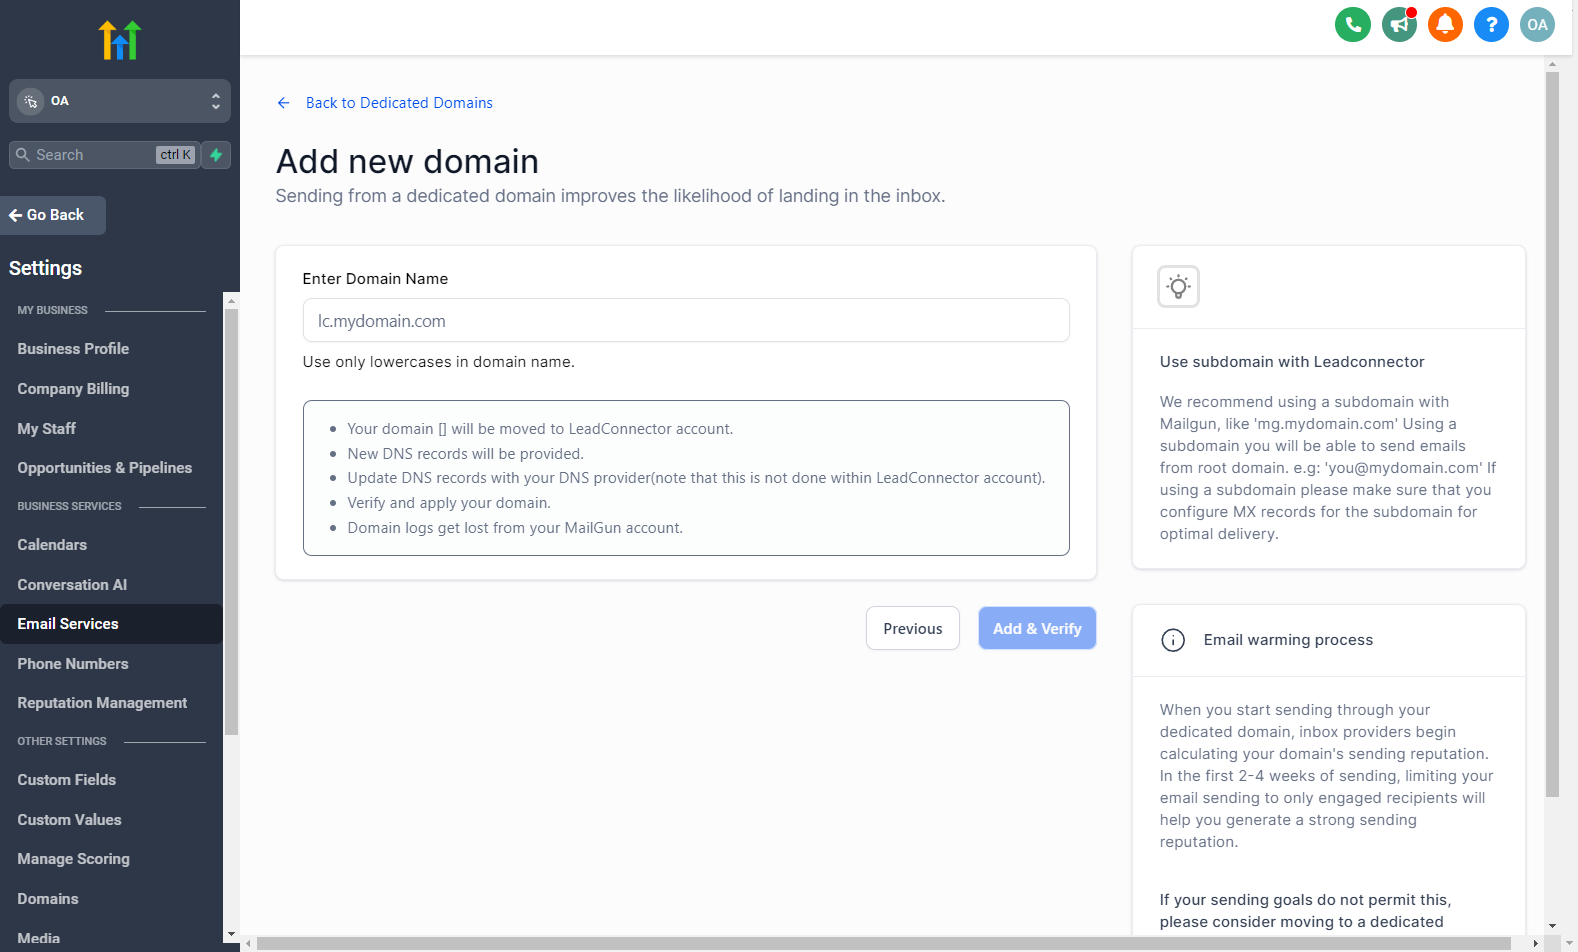 OA
Search
ctrl K
Go Back
Settings
MY BUSINESS
Business Profile
Company Billing
My Staff
Opportunities & Pipelines
BUSINESS SERVICES
Calendars
Conversation AI
Email Services
Phone Numbers
Reputation Management
OTHER SETTINGS
Custom Fields
Custom Values
Manage Scoring
Domains
Media
?
OA
Back to Dedicated Domains
Add new domain
Sending from a dedicated domain improves the likelihood of landing in the inbox.
Enter Domain Name
lc.mydomain.com
Use only lowercases in domain name.
• Your domain [] will be moved to LeadConnector account.
• New DNS records will be provided.
• Update DNS records with your DNS provider(note that this is not done within LeadConnector account).
• Verify and apply your domain.
• Domain logs get lost from your MailGun account.
Previous
Add & Verify
Use subdomain with Leadconnector
We recommend using a subdomain with
Mailgun, like 'mg.mydomain.com' Using a
subdomain you will be able to send emails
from root domain. e.g: 'you@mydomain.com' If
using a subdomain please make sure that you
configure MX records for the subdomain for
optimal delivery.
Email warming process
When you start sending through your
dedicated domain, inbox providers begin
calculating your domain's sending reputation.
In the first 2-4 weeks of sending, limiting your
email sending to only engaged recipients will
help you generate a strong sending
reputation.
If your sending goals do not permit this,
please consider moving to a dedicated